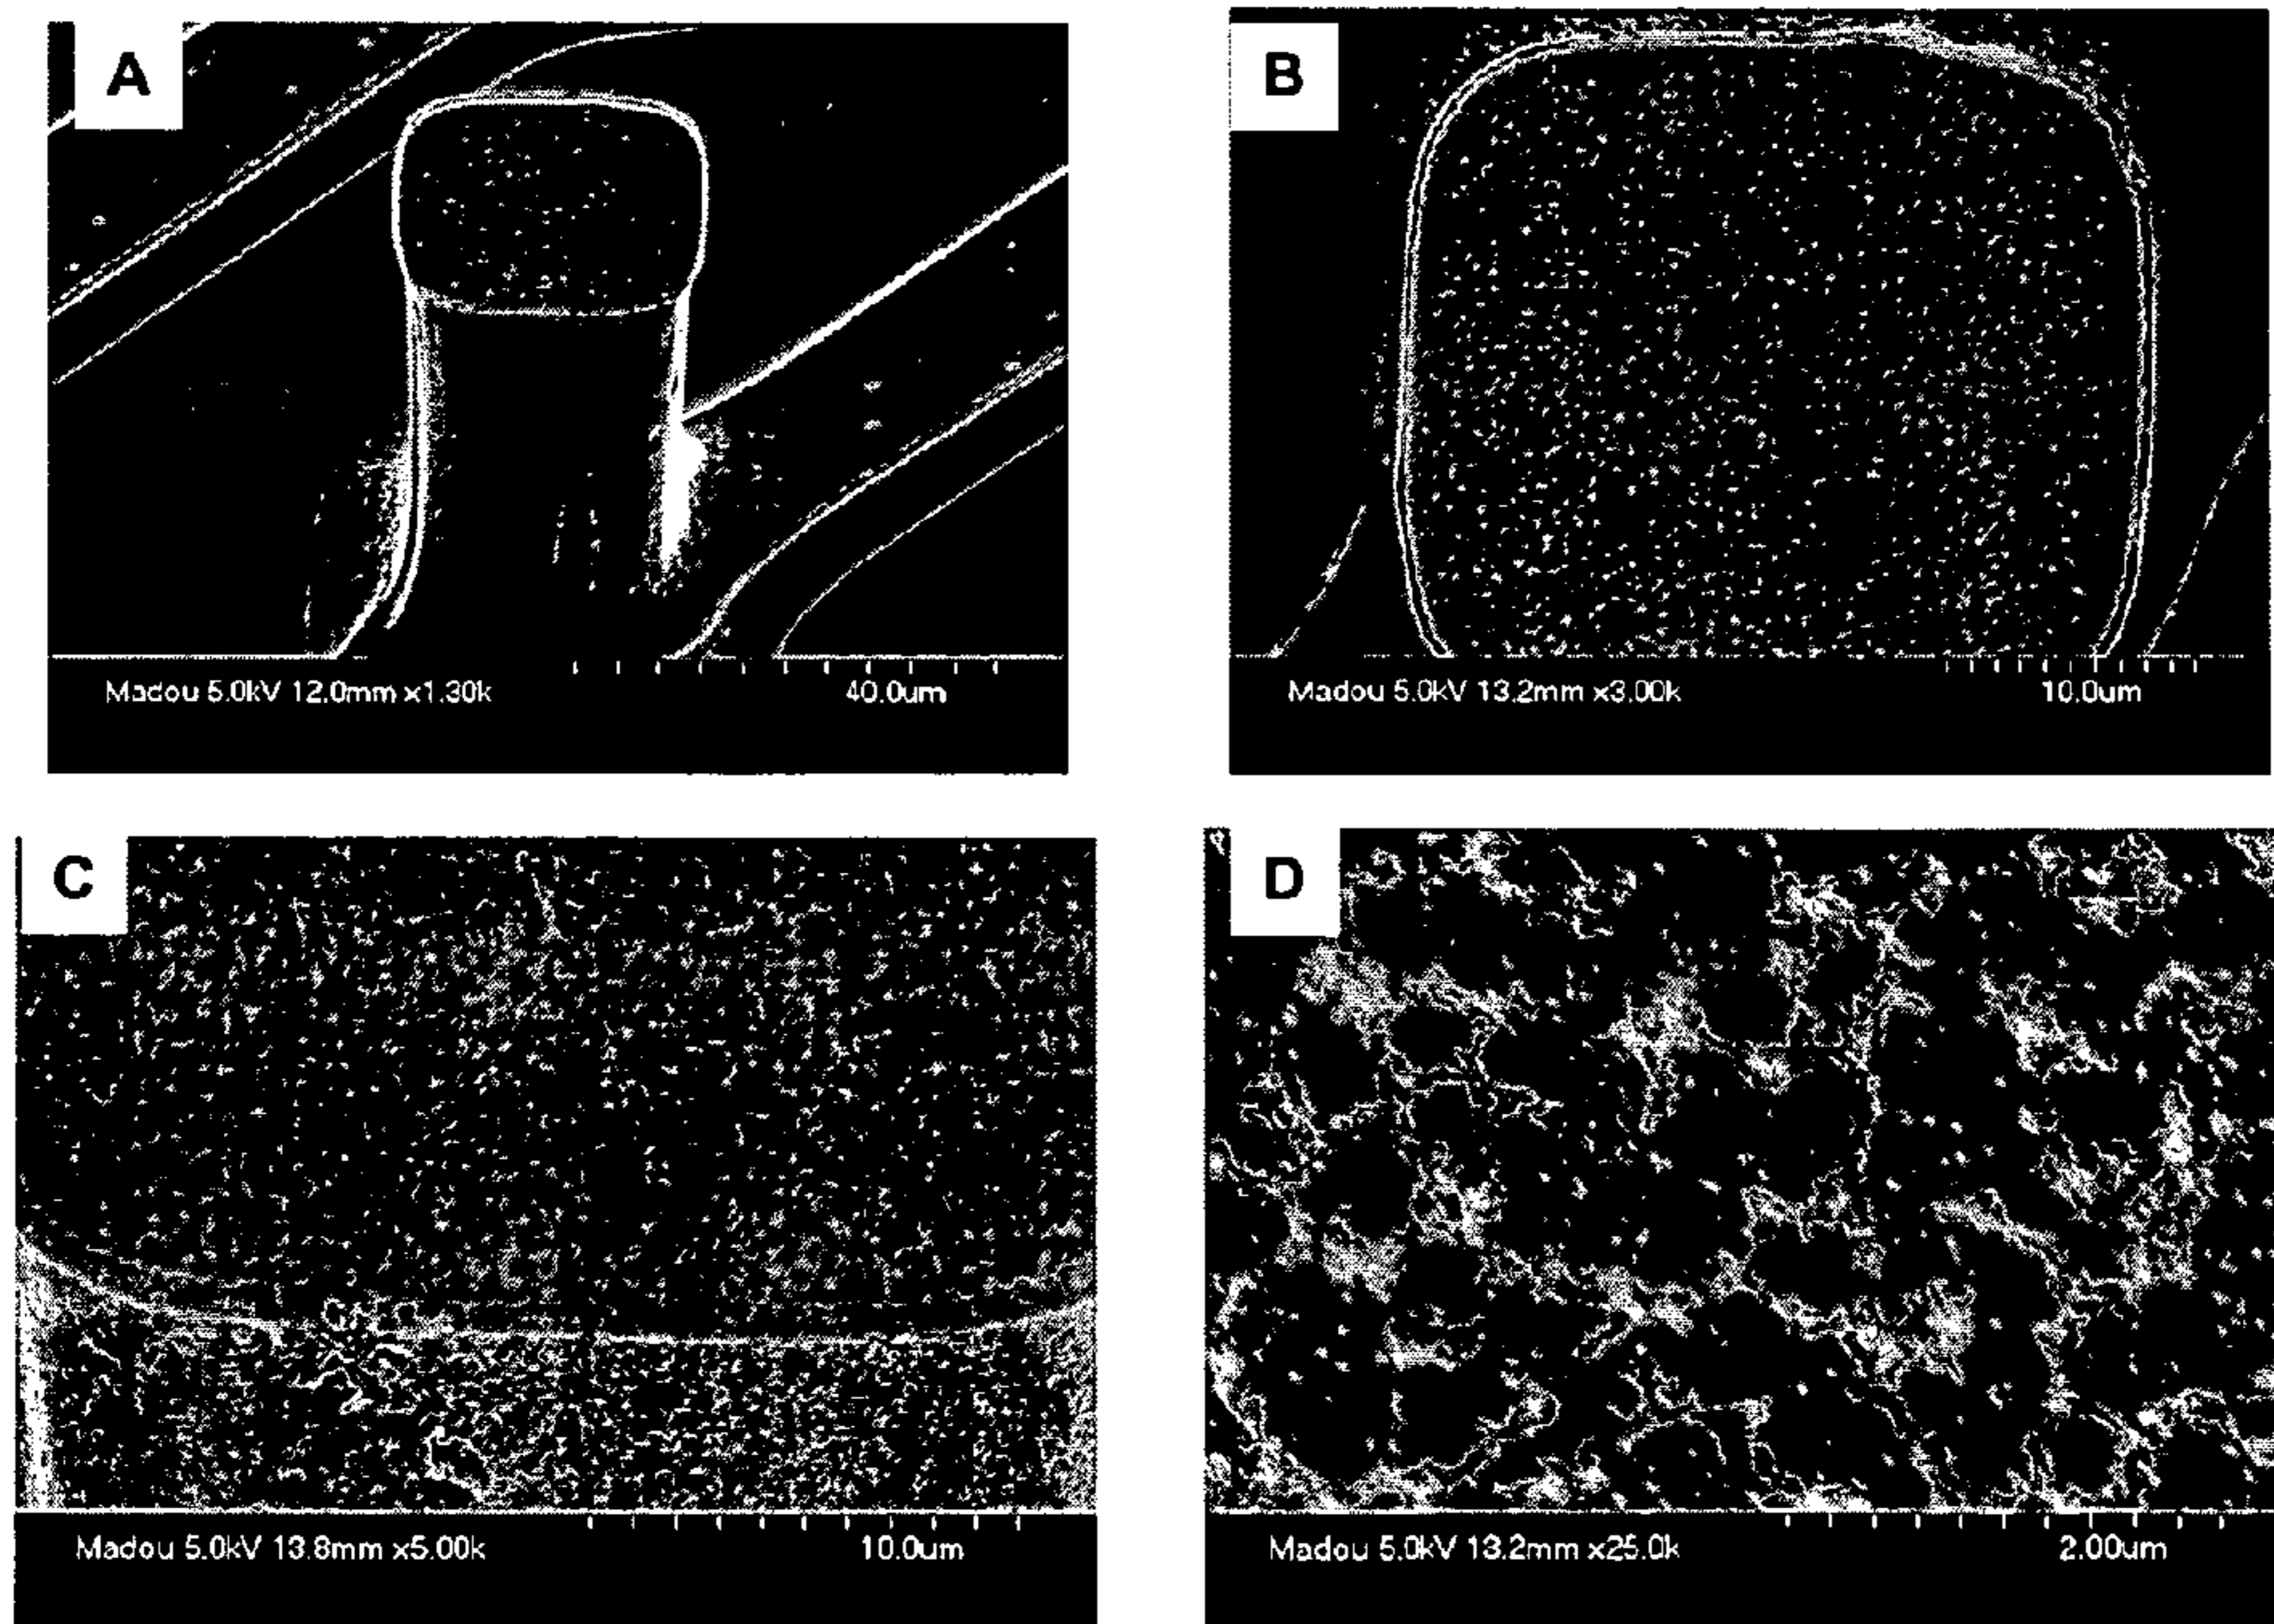 A
Madou 5.0kV 12.0mm x1.30k 40.0um
B
Madou 5.0kV 13.2mm x3.00k 10.0um
C
Madou 5.0kV 13.8mm x5.00k 10.0um
D
Madou 5.0kV 13.2mm x25.0k 2.00um